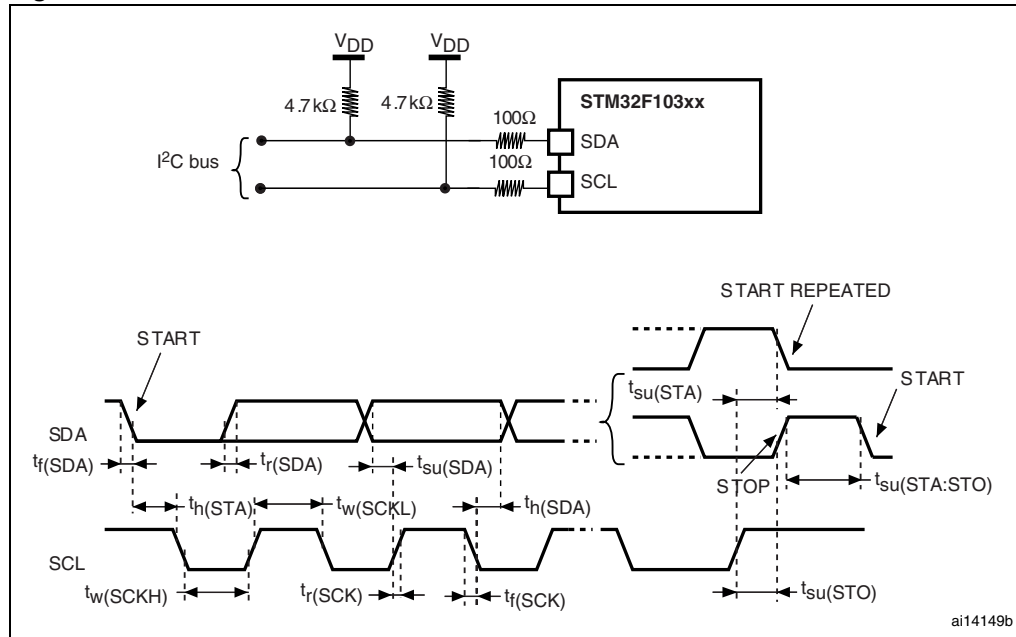 VDD VDD
4.7kΩ 4.7kΩ
STM32F103xx
100Ω
SDA
I²C bus
100Ω
SCL
START REPEATED
START
START
tsu(STA)
SDA
tf(SDA) tr(SDA) tsu(SDA)
STOP
tsu(STA:STO)
th(STA) tw(SCKL) th(SDA)
SCL
tw(SCKH) tr(SCK) tf(SCK) tsu(STO)
ai14149b